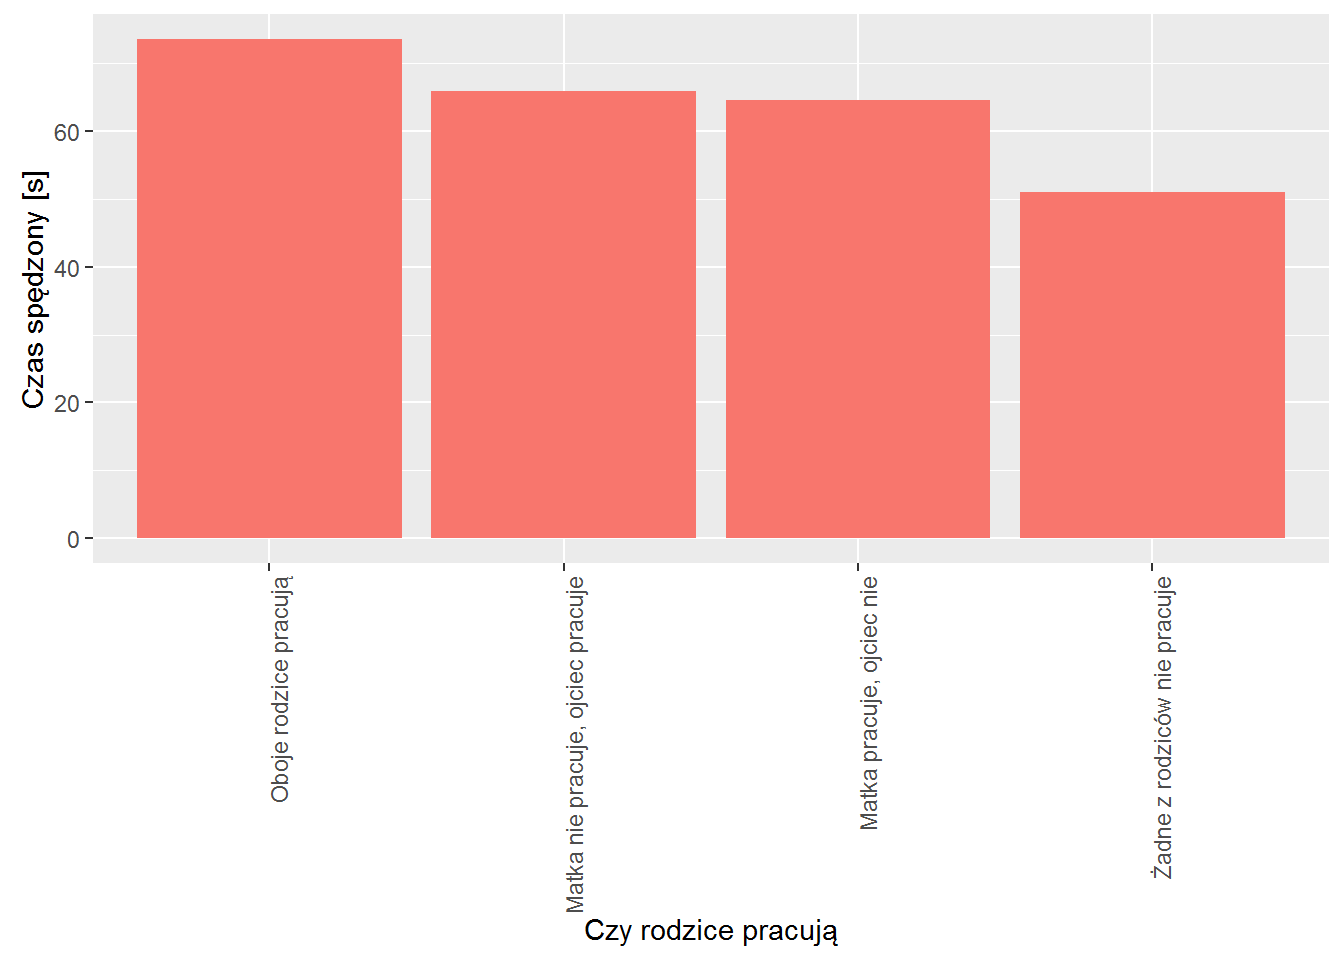 Czas spędzony [s]
60
40
20
0
Oboje rodzice pracują
Matka nie pracuje, ojciec pracuje
Matka pracuje, ojciec nie
Żadne z rodziców nie pracuje
Czy rodzice pracują